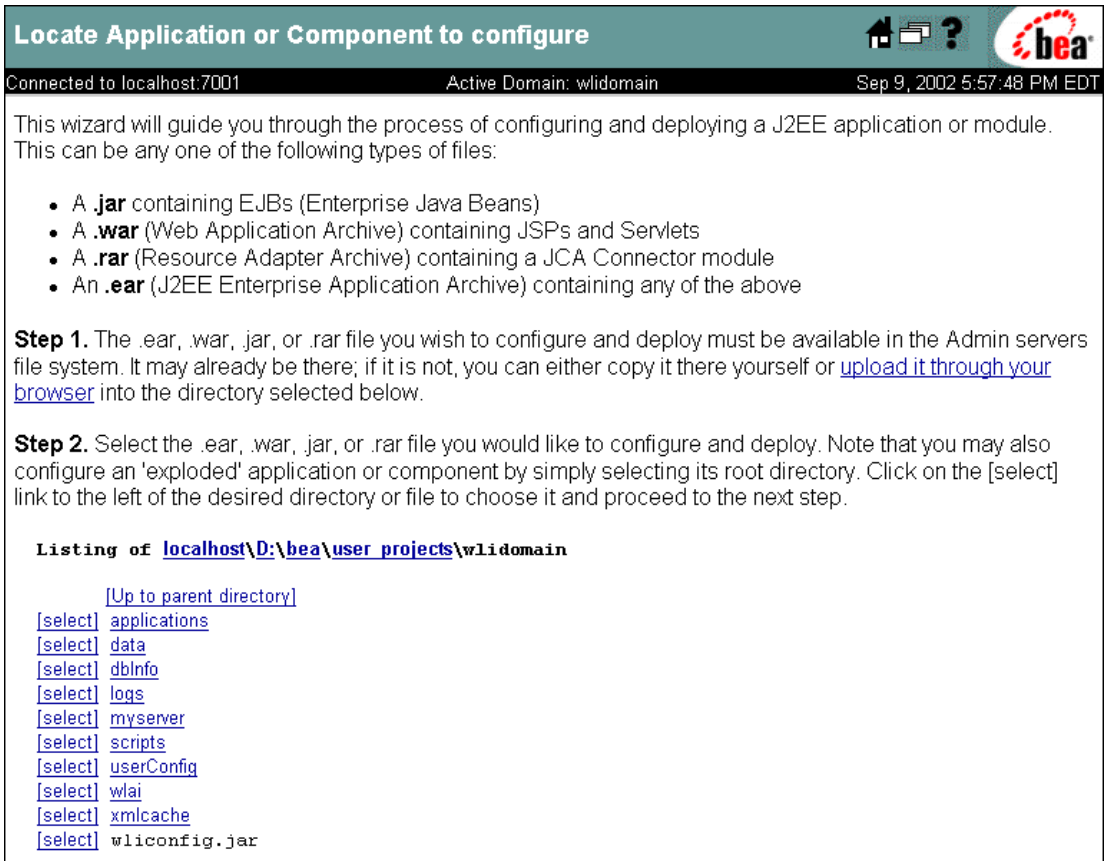 Locate Application or Component to configure
? bea
Connected to localhost:7001 Active Domain: wlidomain Sep 9, 2002 5:57:48 PM EDT
This wizard will guide you through the process of configuring and deploying a J2EE application or module.
This can be any one of the following types of files:
• A .jar containing EJBs (Enterprise Java Beans)
• A .war (Web Application Archive) containing JSPs and Servlets
• A .rar (Resource Adapter Archive) containing a JCA Connector module
• An .ear (J2EE Enterprise Application Archive) containing any of the above
Step 1. The .ear, .war, .jar, or .rar file you wish to configure and deploy must be available in the Admin servers
file system. It may already be there; if it is not, you can either copy it there yourself or upload it through your
browser into the directory selected below.
Step 2. Select the .ear, .war, .jar, or .rar file you would like to configure and deploy. Note that you may also
configure an 'exploded' application or component by simply selecting its root directory. Click on the [select]
link to the left of the desired directory or file to choose it and proceed to the next step.
Listing of localhost\D:\bea\user_projects\wlidomain
[Up to parent directory]
[select] applications
[select] data
[select] dbInfo
[select] logs
[select] myserver
[select] scripts
[select] userConfig
[select] wlai
[select] xmlcache
[select] wliconfig.jar